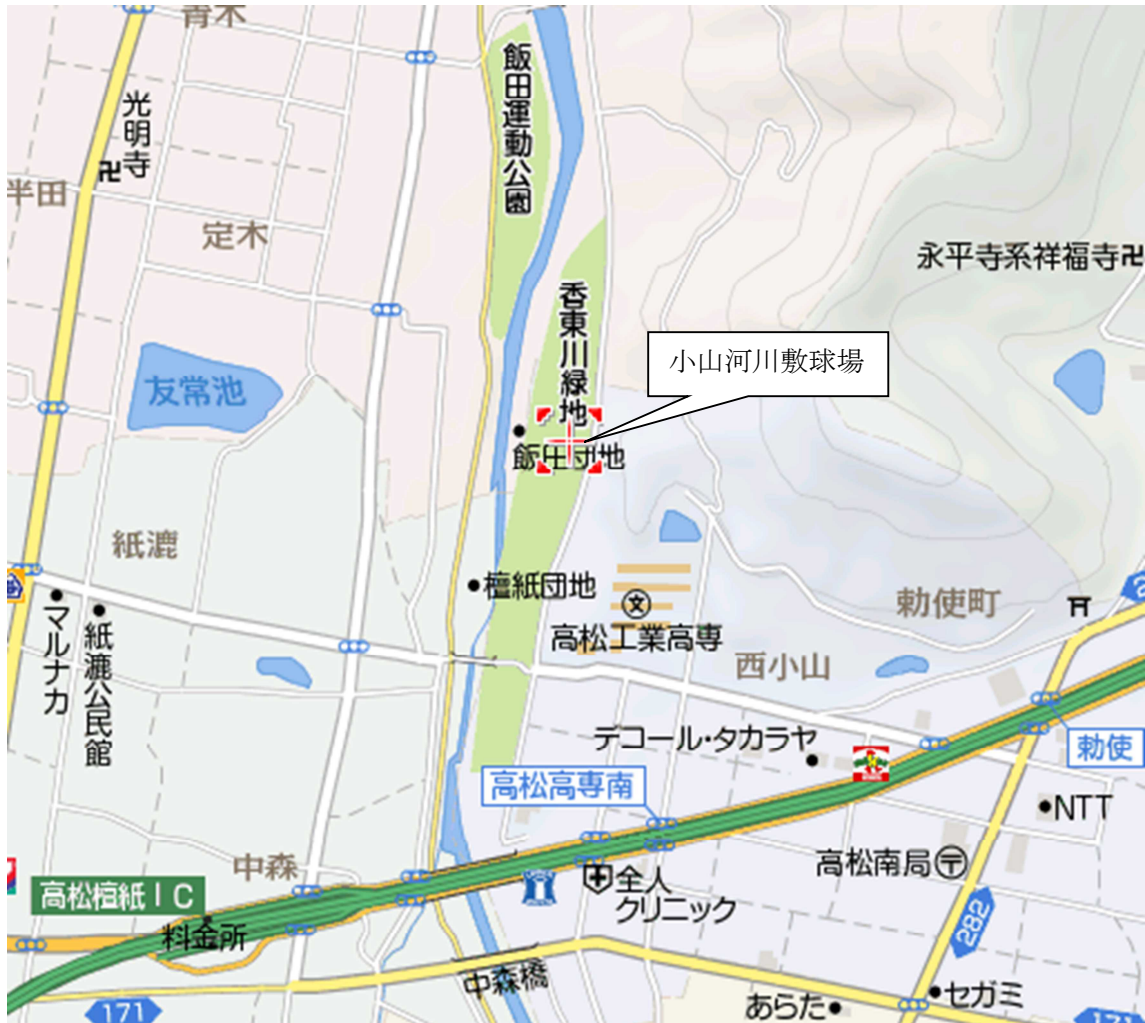 青木
飯田運動公園
光明寺
半田
定木
永平寺系祥福寺
香東川緑地
小山河川敷球場
友常池
飯田団地
紙漉
檀紙団地
マルナカ
紙漉公民館
高松工業高専
勅使町
西小山
デコール・タカラヤ
勅使
高松高専南
NTT
中森
高松南局
高松檀紙IC
全人
クリニック
料金所
282
中森橋
セガミ
あらた
171
171